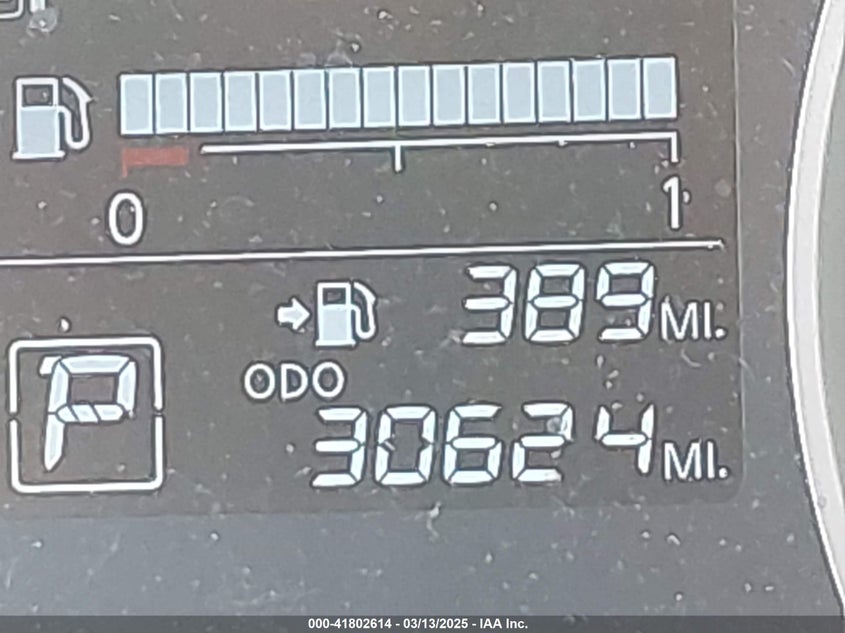 0 1
389 MI.
ODO
P 30624 MI.
000-41802614 - 03/13/2025 - IAA Inc.